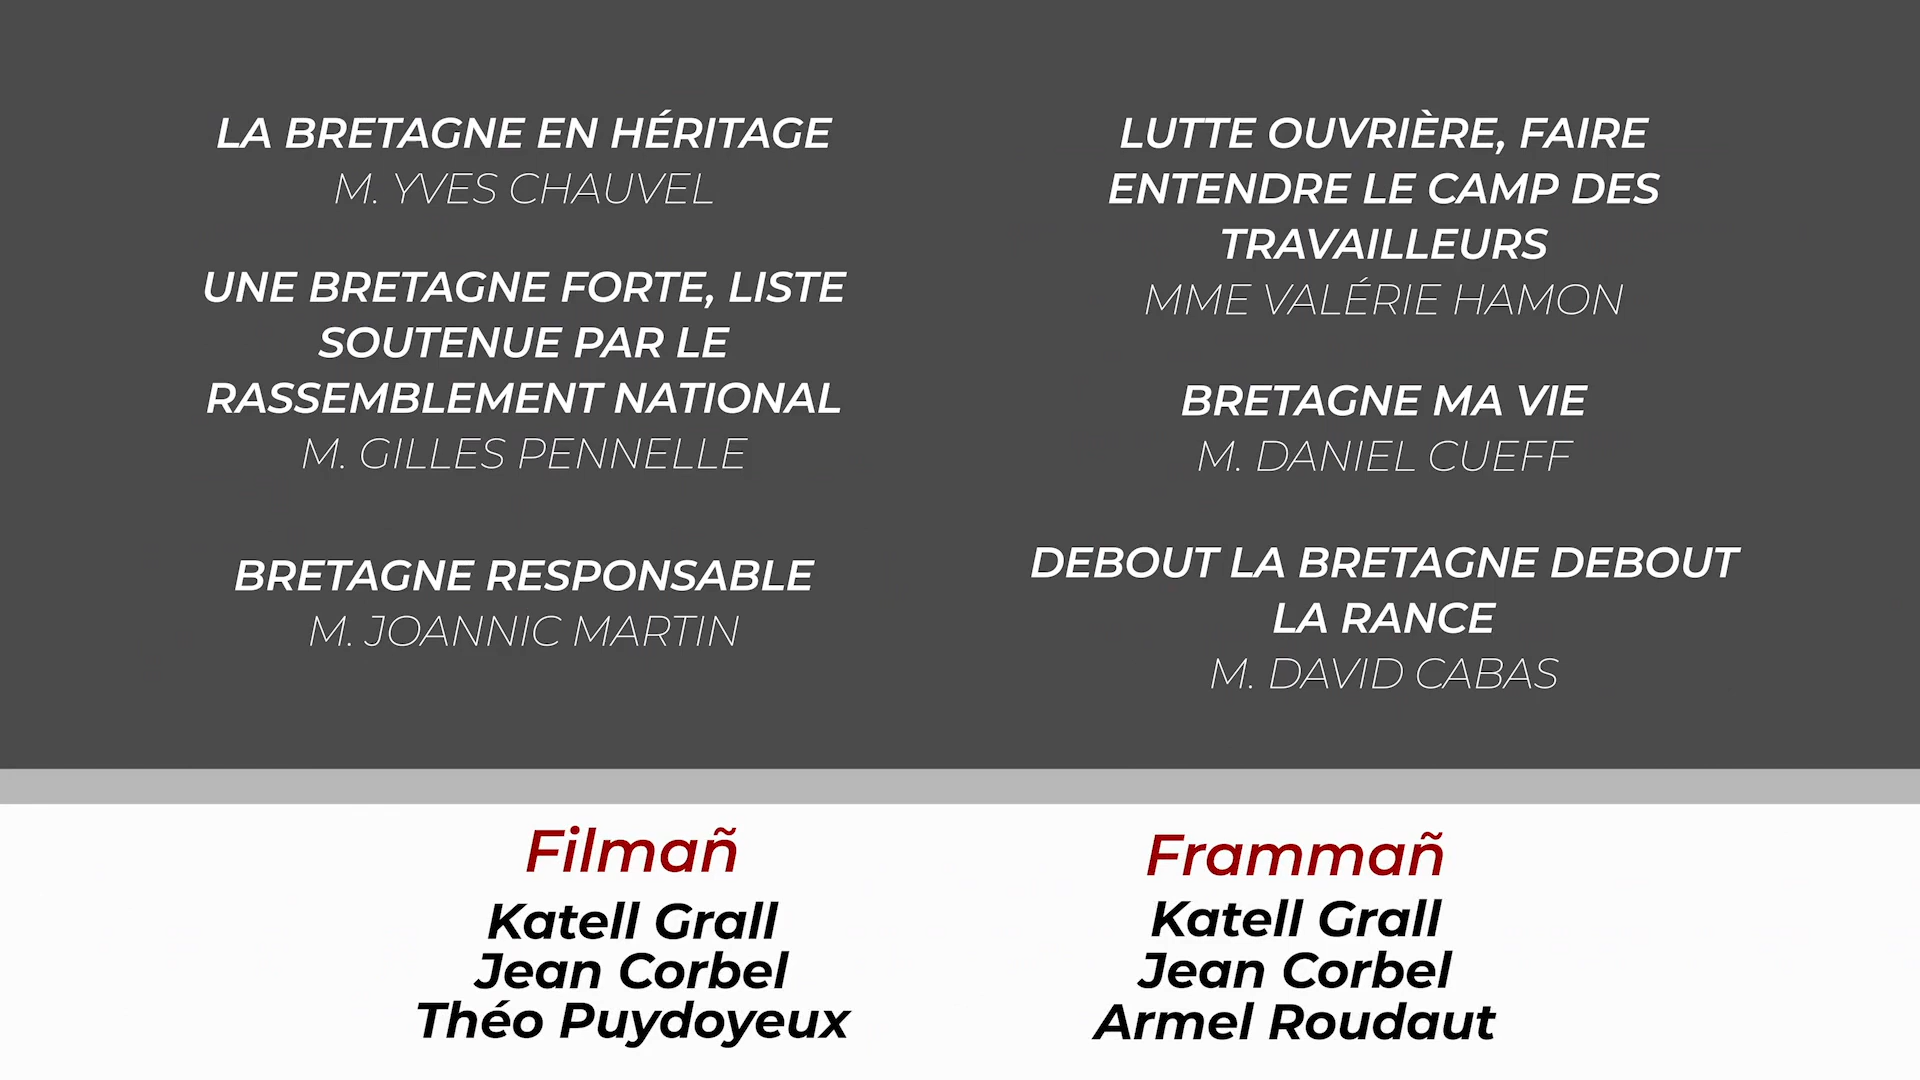 LA BRETAGNE EN HÉRITAGE
M. YVES CHAUVEL
UNE BRETAGNE FORTE, LISTE
SOUTENUE PAR LE
RASSEMBLEMENT NATIONAL
M. GILLES PENNELLE
BRETAGNE RESPONSABLE
M. JOANNIC MARTIN
LUTTE OUVRIÈRE, FAIRE
ENTENDRE LE CAMP DES
TRAVAILLEURS
MME VALÉRIE HAMON
BRETAGNE MA VIE
M. DANIEL CUEFF
DEBOUT LA BRETAGNE DEBOUT
LA RANCE
M. DAVID CABAS
Filmañ
Katell Grall
Jean Corbel
Théo Puydoyeux
Frammañ
Katell Grall
Jean Corbel
Armel Roudaut